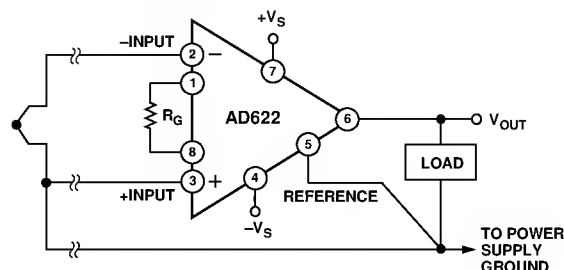 +VS
–INPUT
2
–
7
1
RG
AD622
6
VOUT
5
LOAD
8
3
+
4
+INPUT
REFERENCE
–VS
TO POWER
SUPPLY
GROUND